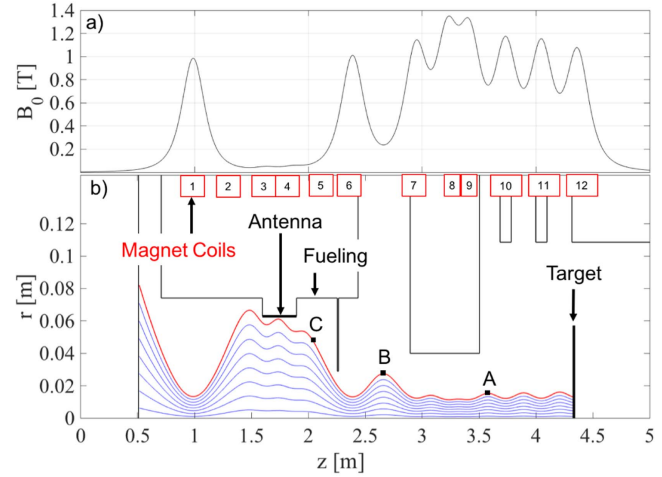 a)
1.4
1.2
1
0.8
0.6
0.4
0.2
B0 [T]
b)
1 2 3 4 5 6 7 8 9 10 11 12
0.12
0.1
0.08
0.06
0.04
0.02
0
r [m]
Antenna
Magnet Coils
Fueling
Target
C
B
A
0 0.5 1 1.5 2 2.5 3 3.5 4 4.5 5
z [m]